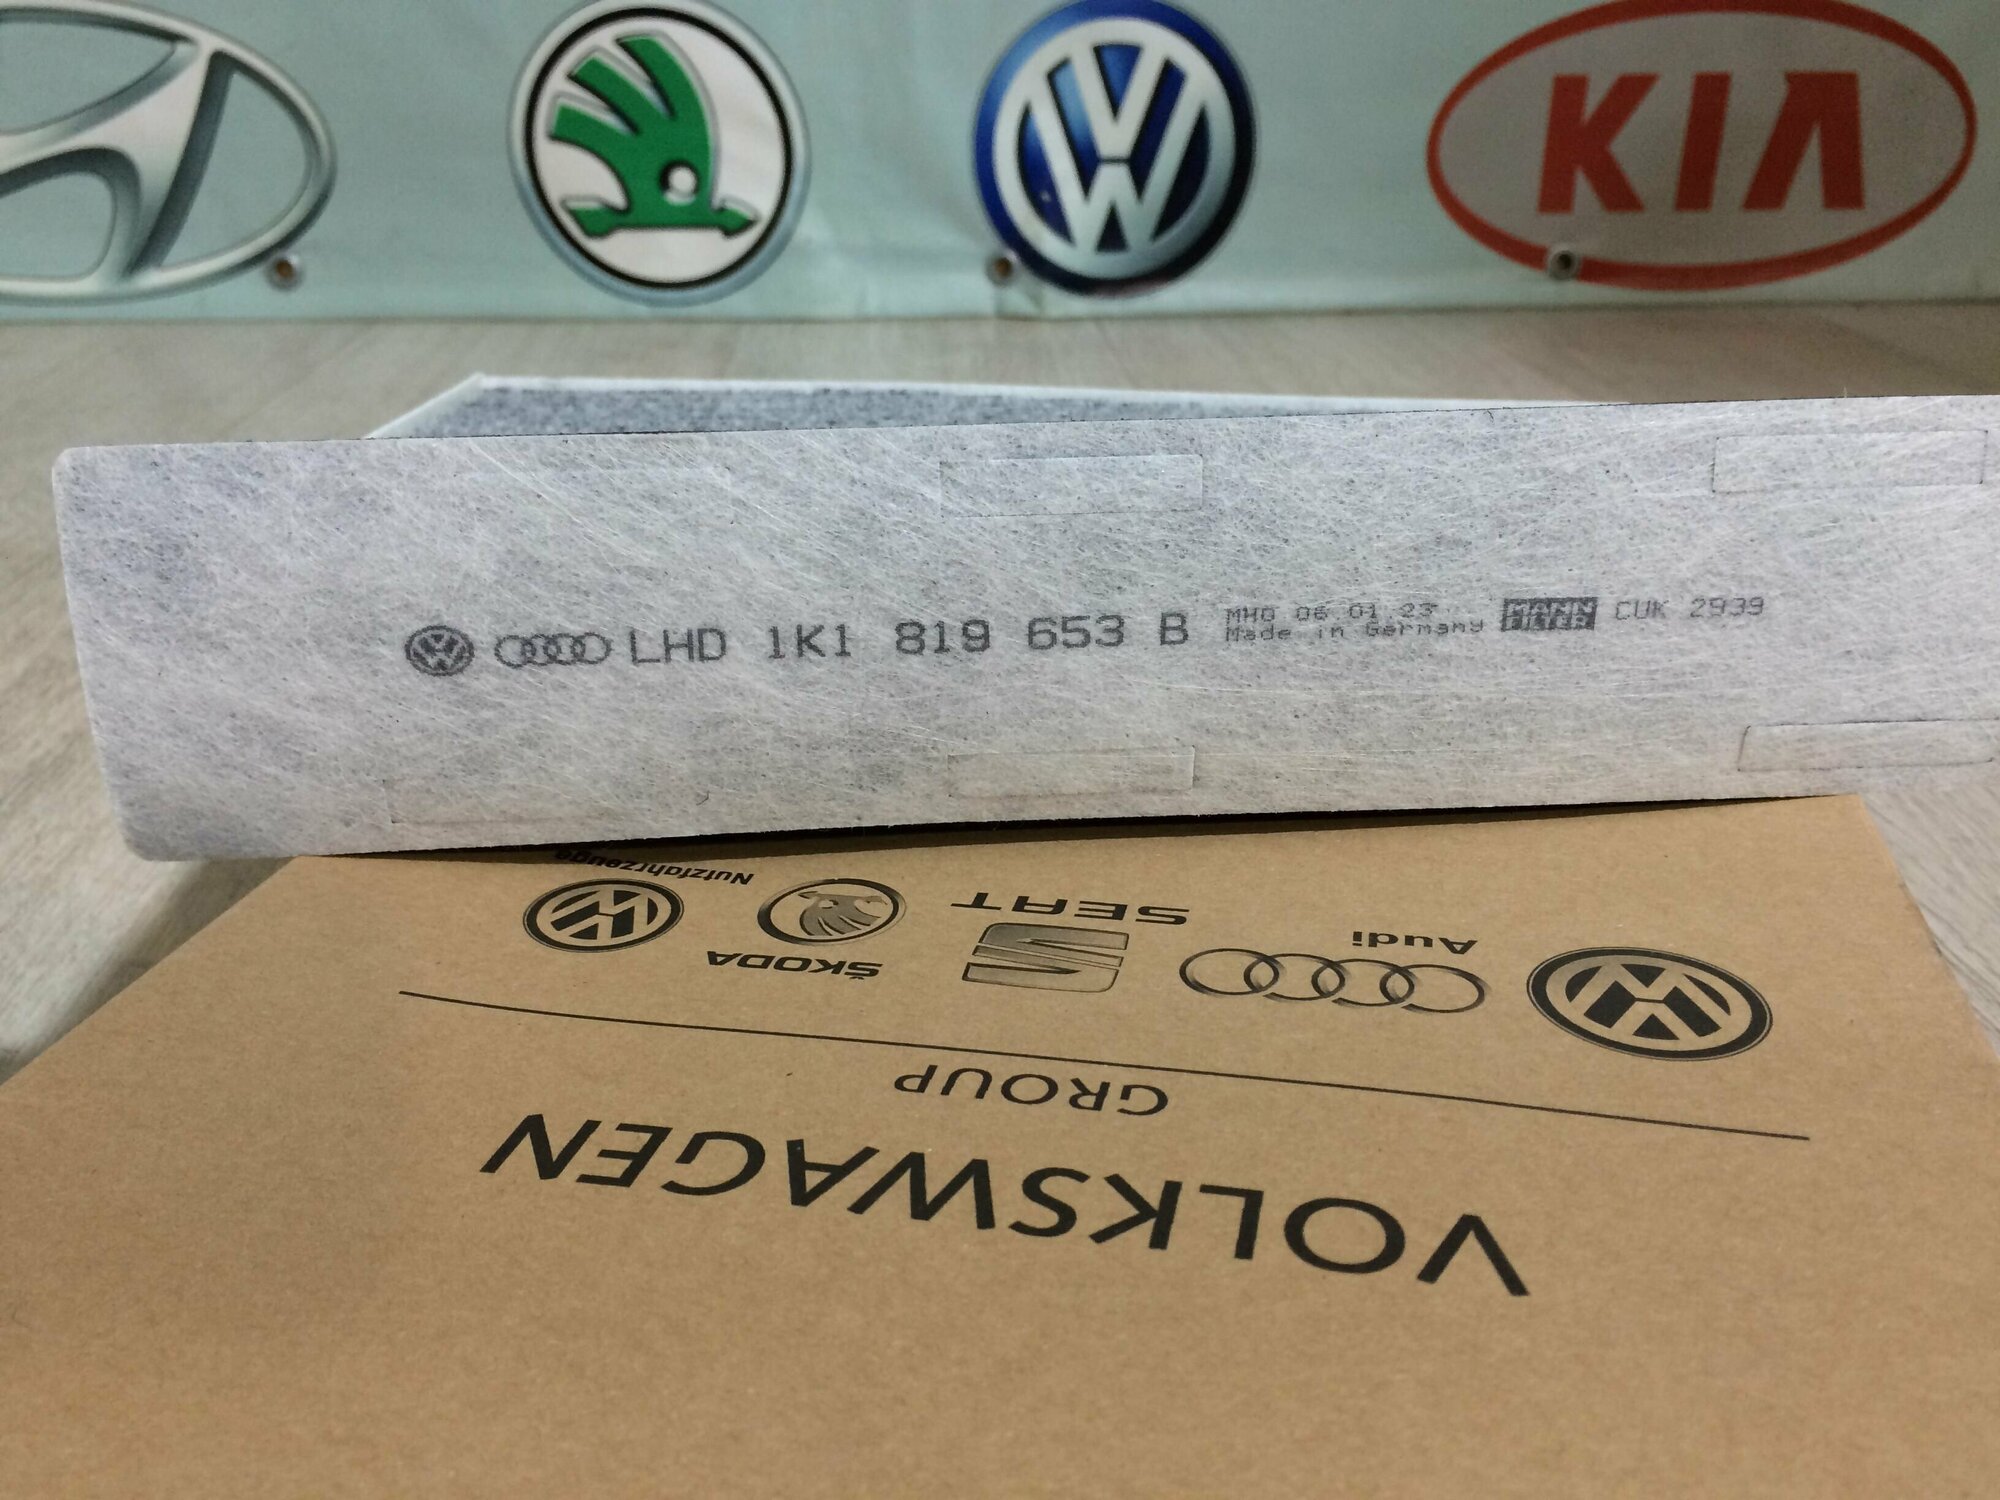 KIA
LHD 1K1 819 653 B
MHO 06.01.23
Made in Germany
MANN FILTER CUK 2939
VOLKSWAGEN
GROUP
Audi
SEAT
ŠKODA
Nutzfahrzeuge